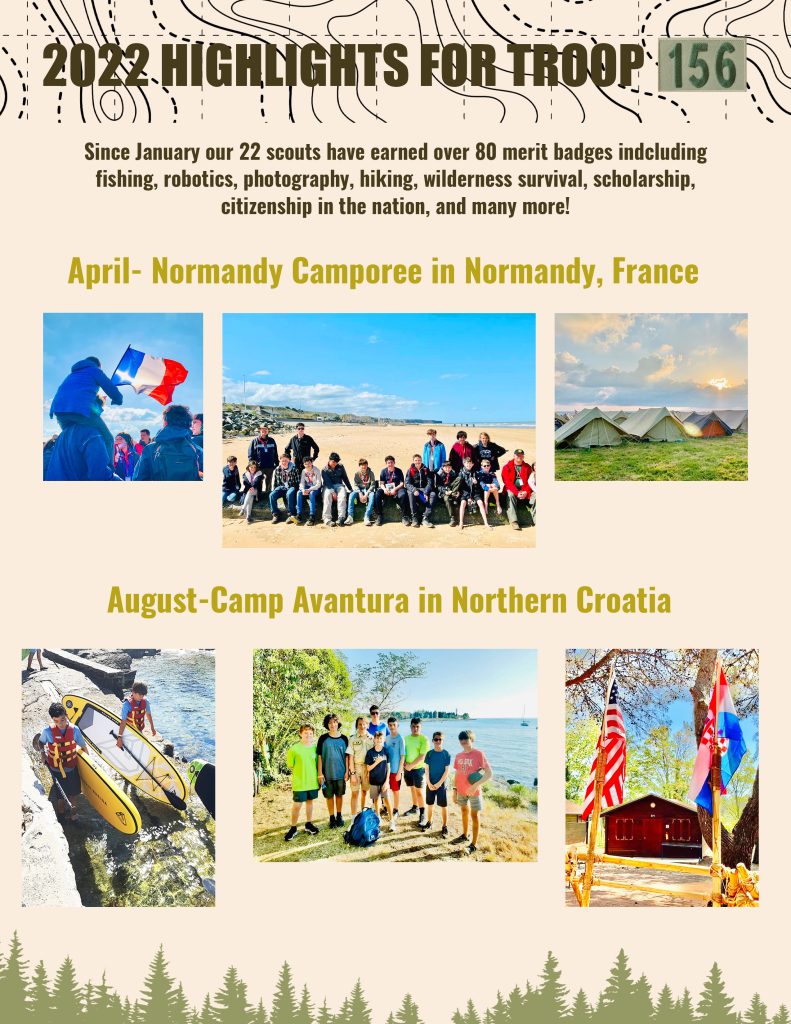 2022 HIGHLIGHTS FOR TROOP 156
Since January our 22 scouts have earned over 80 merit badges indcluding
fishing, robotics, photography, hiking, wilderness survival, scholarship,
citizenship in the nation, and many more!
April- Normandy Camporee in Normandy, France
August-Camp Avantura in Northern Croatia